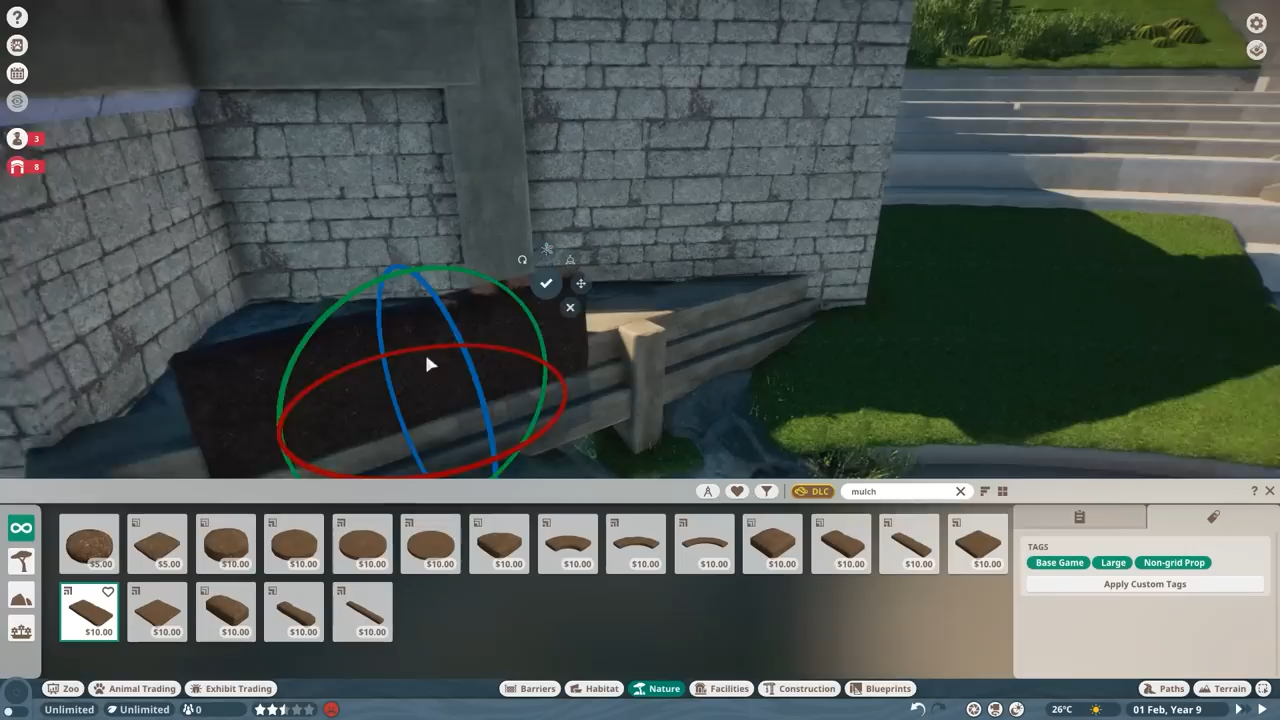 ?
3
8
DLC
mulch
?
$5.00 $5.00 $10.00 $10.00 $10.00 $10.00 $10.00 $10.00 $10.00 $10.00 $10.00 $10.00 $10.00 $10.00
$10.00 $10.00 $10.00 $10.00 $10.00
TAGS
Base Game Large Non-grid Prop
Apply Custom Tags
Zoo Animal Trading Exhibit Trading Barriers Habitat Nature Facilities Construction Blueprints Paths Terrain
Unlimited Unlimited 0 26°C 01 Feb, Year 9